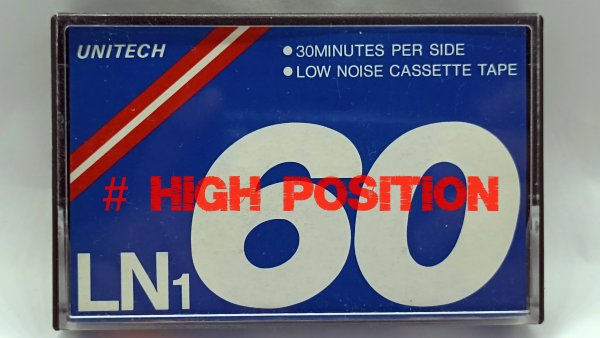 UNITECH
● 30MINUTES PER SIDE
● LOW NOISE CASSETTE TAPE
# HIGH POSITION
LN1 60